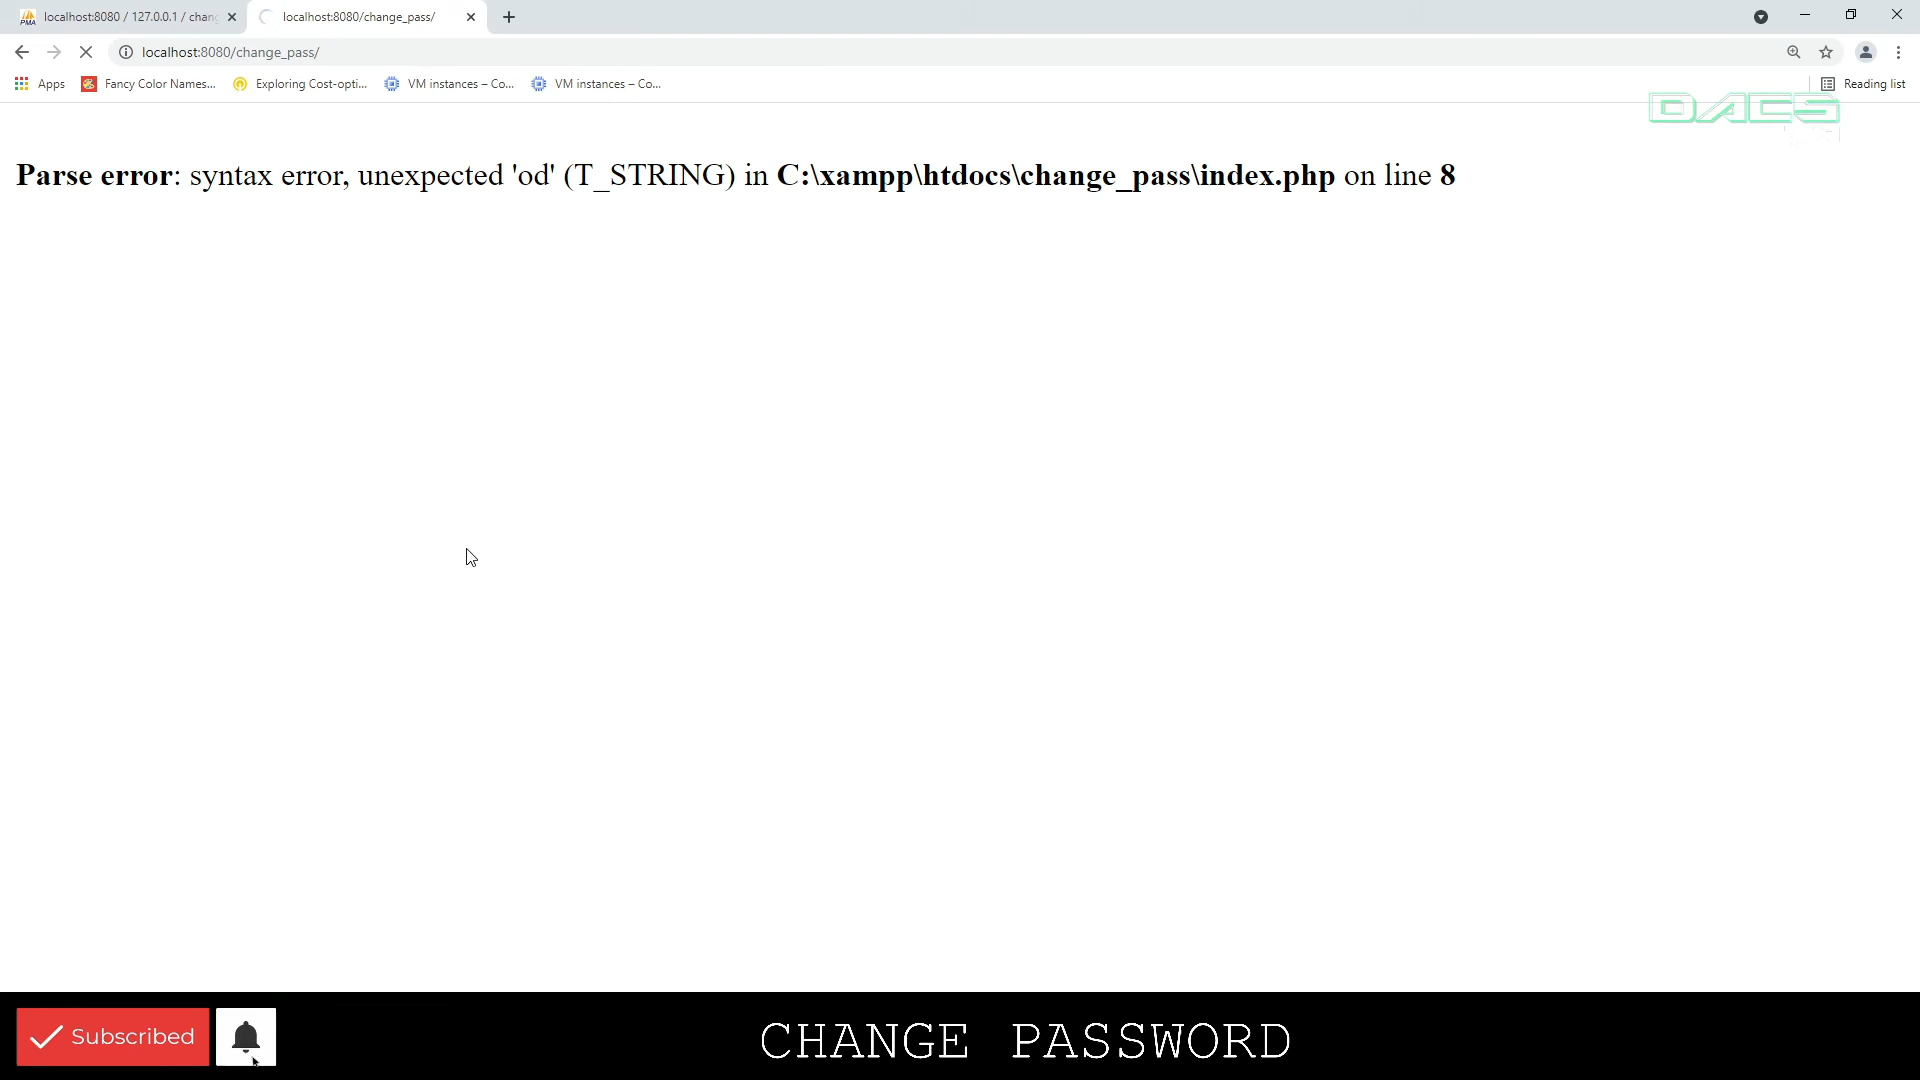 localhost:8080 / 127.0.0.1 / chan
localhost:8080/change_pass/
localhost:8080/change_pass/
Apps
Fancy Color Names...
Exploring Cost-opti...
VM instances – Co...
VM instances – Co...
Reading list
DACS
Parse error: syntax error, unexpected 'od' (T_STRING) in C:\xampp\htdocs\change_pass\index.php on line 8
Subscribed
CHANGE PASSWORD